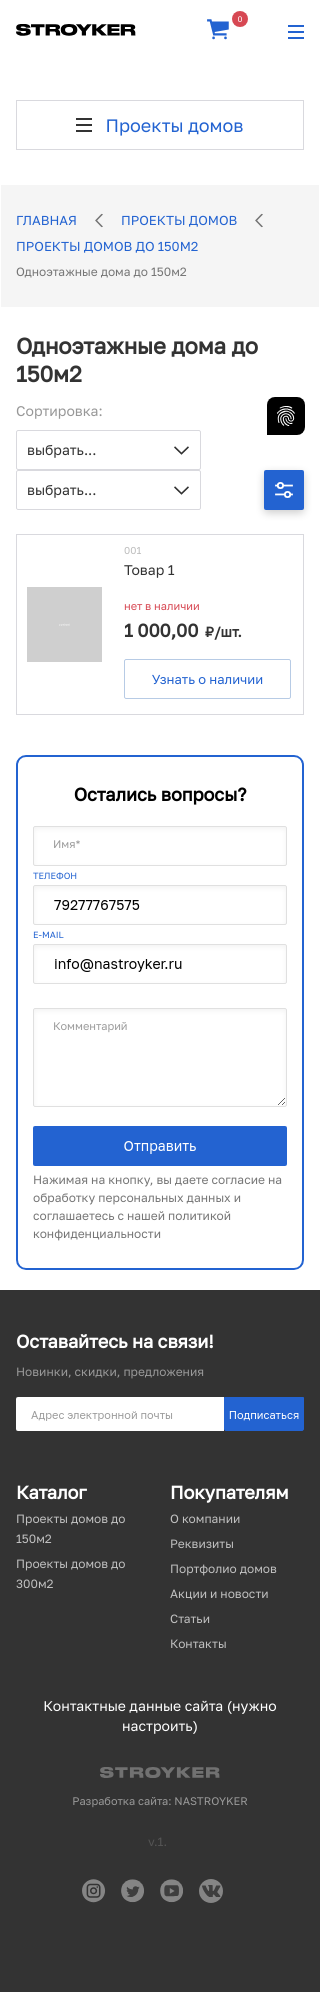 STROYKER
0
Проекты домов
ГЛАВНАЯ ПРОЕКТЫ ДОМОВ
ПРОЕКТЫ ДОМОВ ДО 150М2
Одноэтажные дома до 150м2
Одноэтажные дома до
150м2
Сортировка:
выбрать...
выбрать...
001
Товар 1
нет в наличии
1 000,00 ₽/шт.
Узнать о наличии
Остались вопросы?
Имя*
ТЕЛЕФОН
79277767575
E-MAIL
info@nastroyker.ru
Комментарий
Отправить
Нажимая на кнопку, вы даете согласие на
обработку персональных данных и
соглашаетесь с нашей политикой
конфиденциальности
Оставайтесь на связи!
Новинки, скидки, предложения
Адрес электронной почты
Подписаться
Каталог
Проекты домов до
150м2
Проекты домов до
300м2
Покупателям
О компании
Реквизиты
Портфолио домов
Акции и новости
Статьи
Контакты
Контактные данные сайта (нужно
настроить)
STROYKER
Разработка сайта: NASTROYKER
v.1.